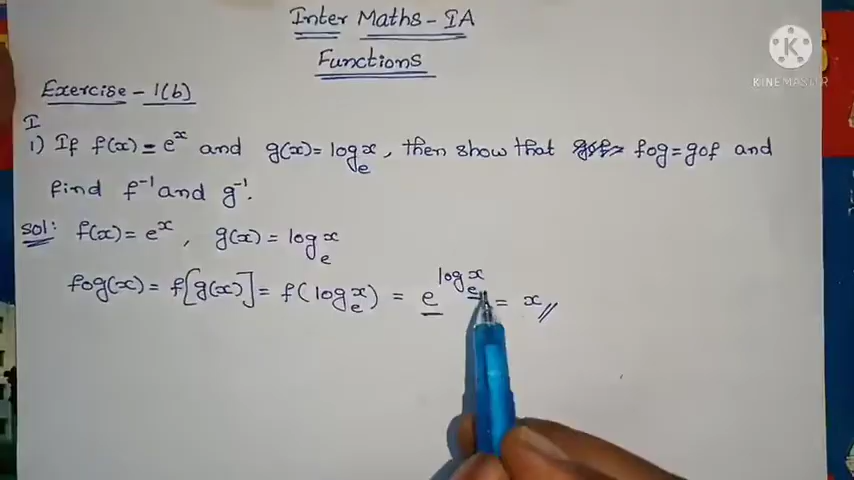 Inter Maths - IA
Functions
K
KINEMASTER
Exercise - 1(b)
I
1) If f(x) = e^x and g(x) = log_e x, then show that fog = gof and
find f^-1 and g^-1.
Sol: f(x) = e^x, g(x) = log_e x
fog(x) = f[g(x)] = f(log_e x) = e^(log_e x) = x //